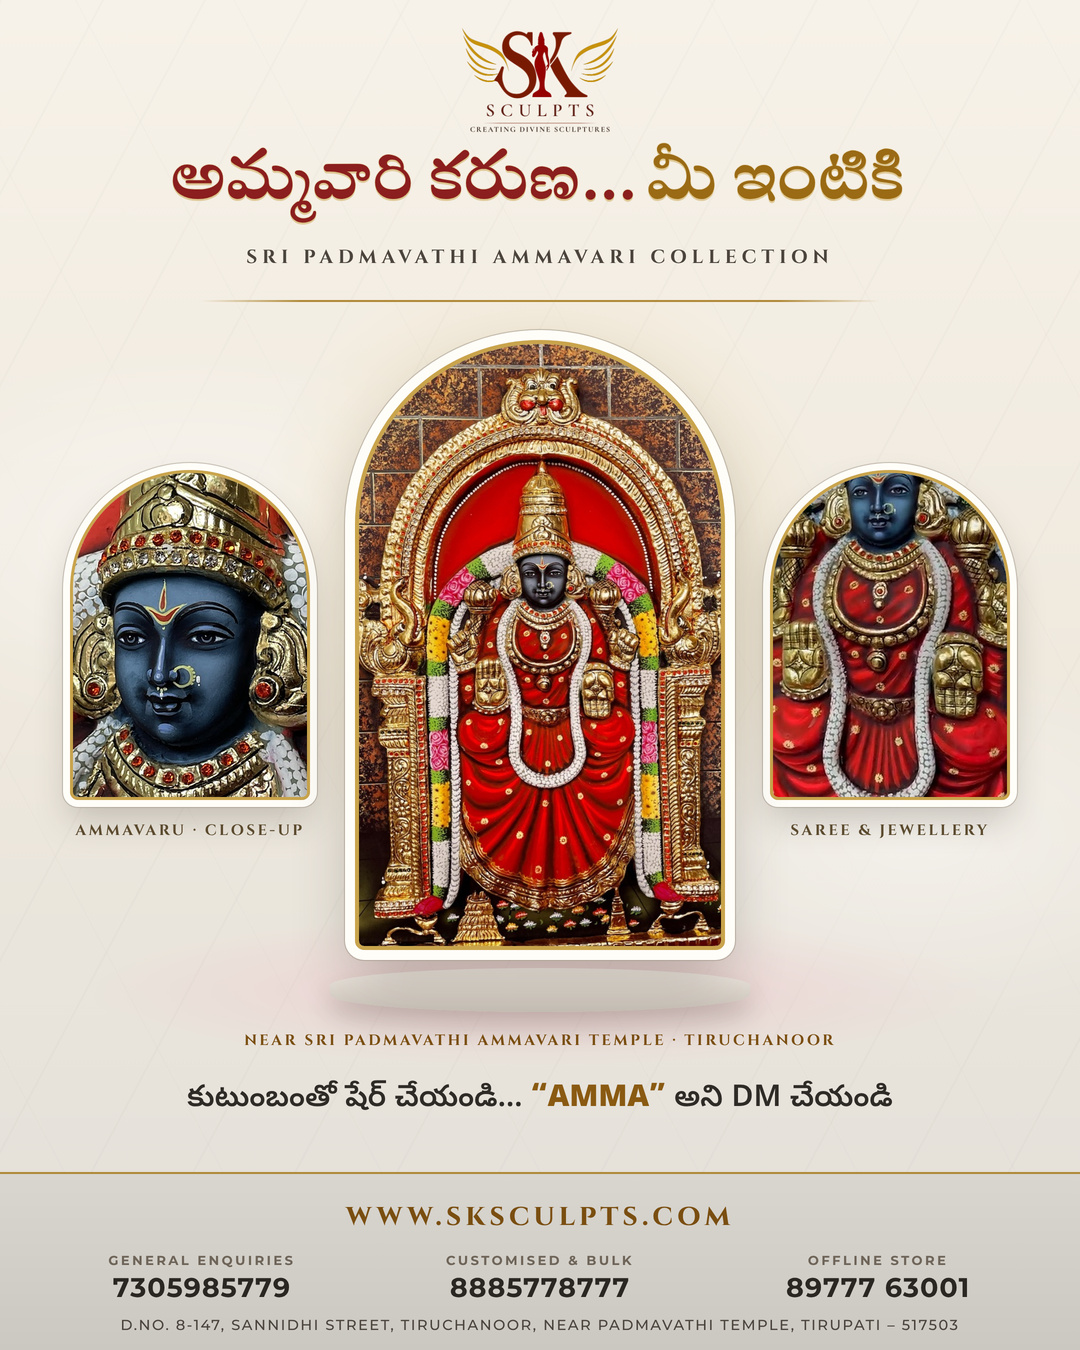 SK
SCULPTS
CREATING DIVINE SCULPTURES
అమ్మవారి కరుణ... మీ ఇంటికి
SRI PADMAVATHI AMMAVARI COLLECTION
AMMAVARU · CLOSE-UP
SAREE & JEWELLERY
NEAR SRI PADMAVATHI AMMAVARI TEMPLE · TIRUCHANOOR
కుటుంబంతో షేర్ చేయండి... “AMMA” అని DM చేయండి
WWW.SKSCULPTS.COM
GENERAL ENQUIRIES CUSTOMISED & BULK OFFLINE STORE
7305985779 8885778777 89777 63001
D.NO. 8-147, SANNIDHI STREET, TIRUCHANOOR, NEAR PADMAVATHI TEMPLE, TIRUPATI – 517503